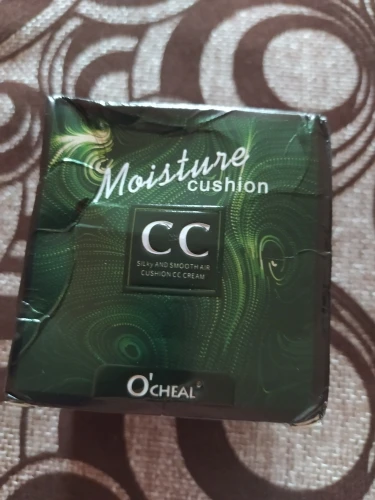 Moisture
cushion
CC
SILKY AND SMOOTH AIR
CUSHION CC CREAM
O'CHEAL